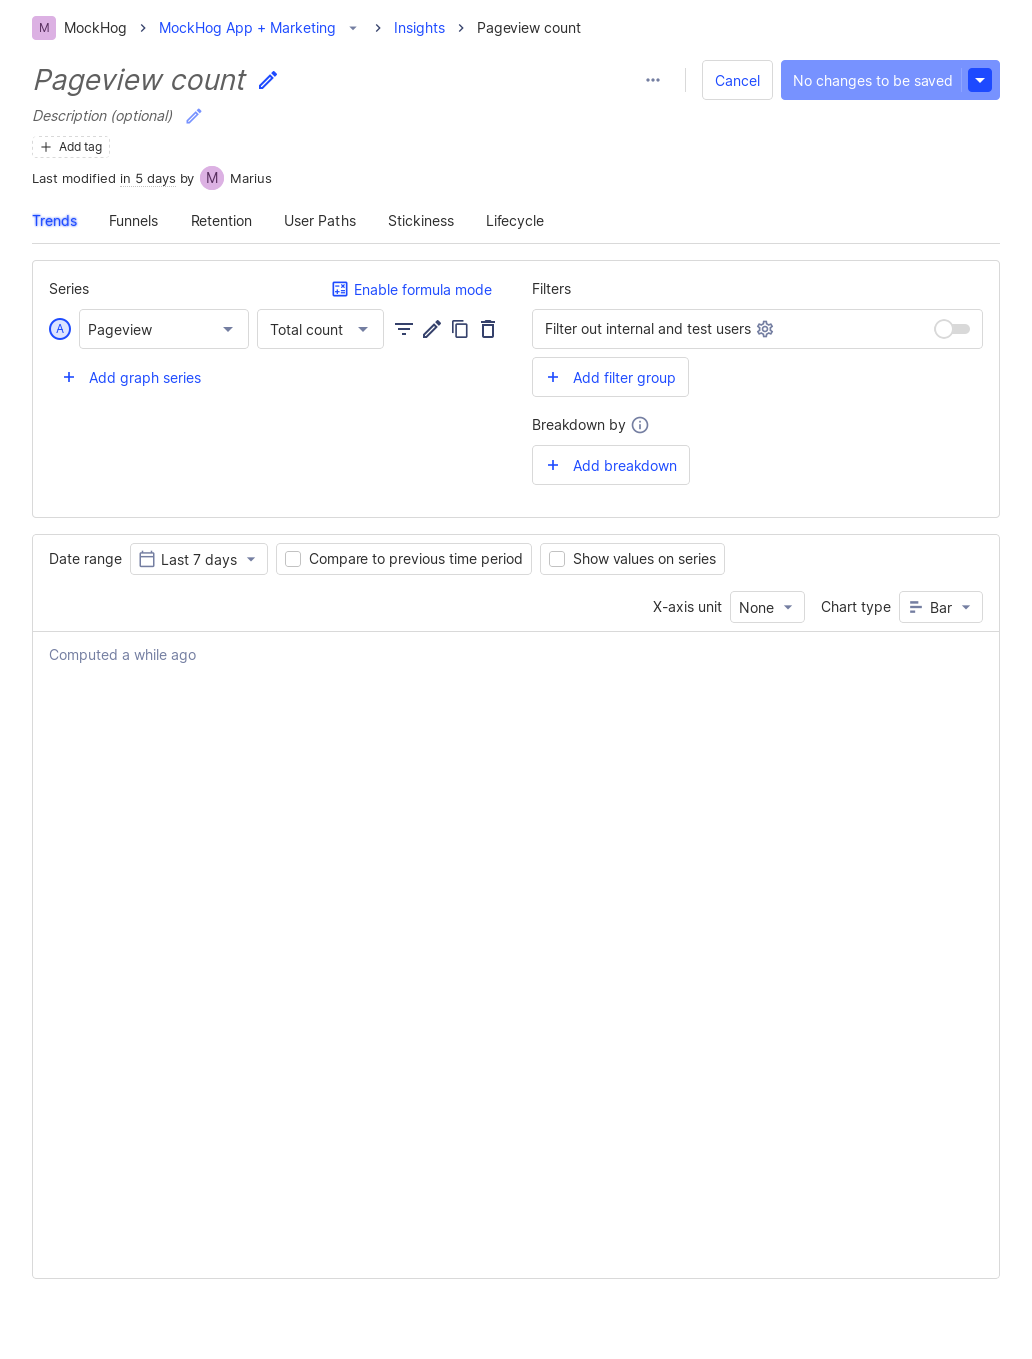 M MockHog MockHog App + Marketing Insights Pageview count
Pageview count
Cancel No changes to be saved
Description (optional)
Add tag
Last modified in 5 days by M Marius
Trends Funnels Retention User Paths Stickiness Lifecycle
Series Enable formula mode
A Pageview Total count
Add graph series
Filters
Filter out internal and test users
Add filter group
Breakdown by
Add breakdown
Date range Last 7 days Compare to previous time period Show values on series
X-axis unit None Chart type Bar
Computed a while ago